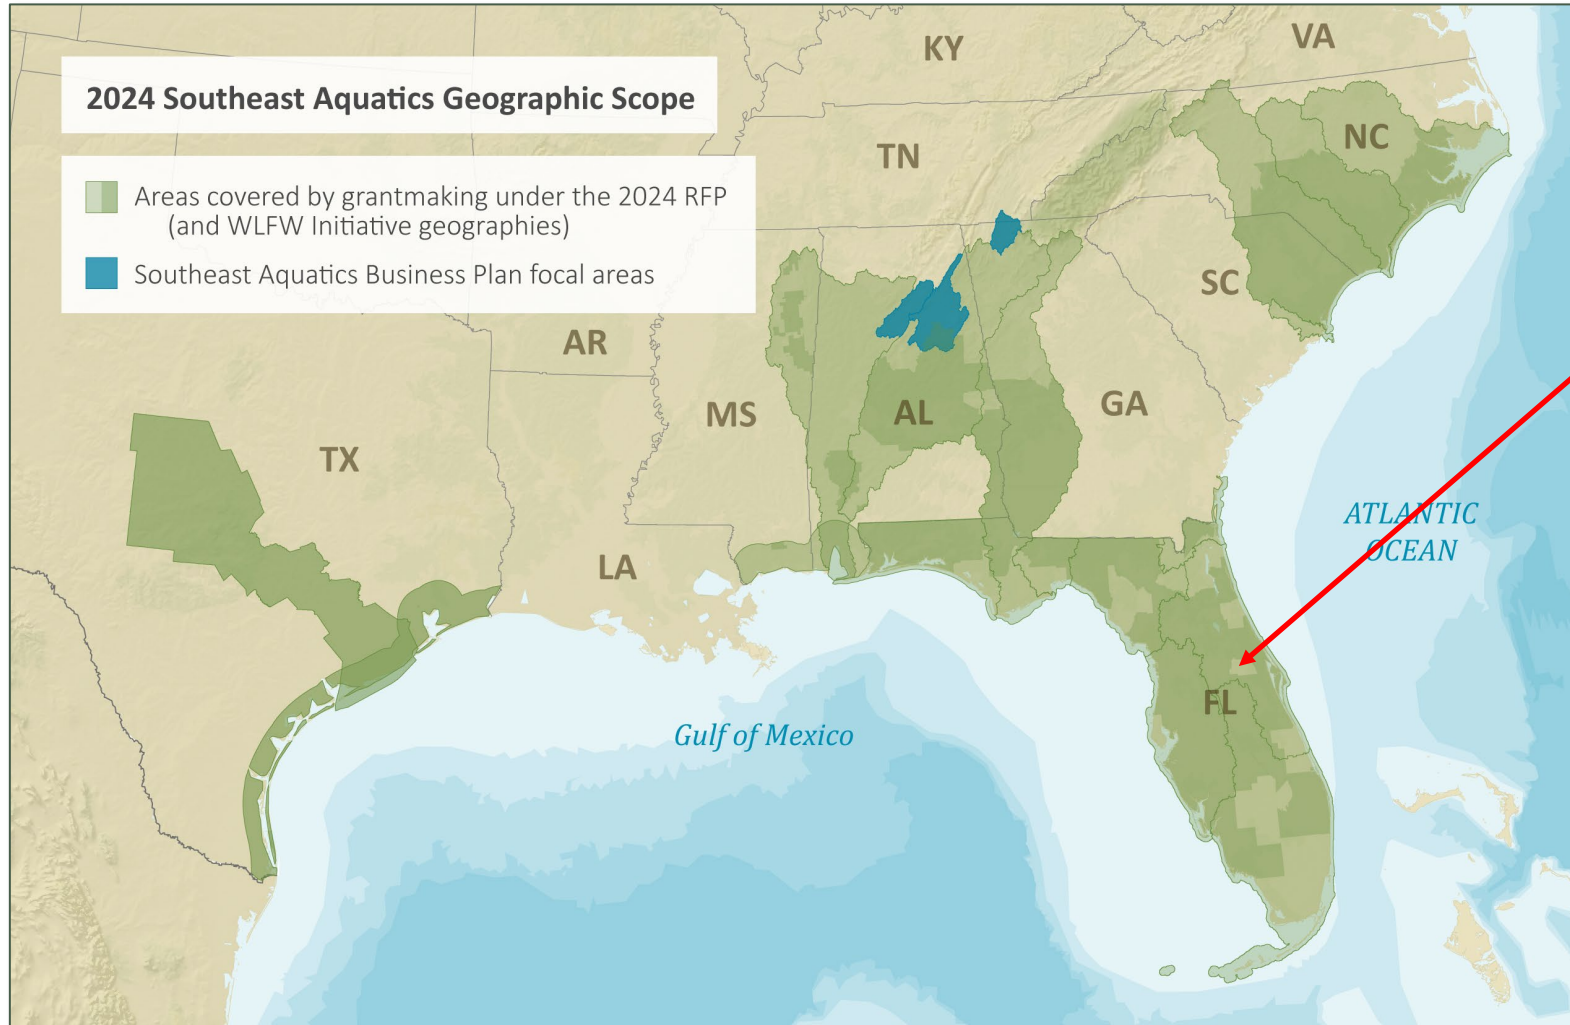 2024 Southeast Aquatics Geographic Scope
Areas covered by grantmaking under the 2024 RFP
(and WLFW Initiative geographies)
Southeast Aquatics Business Plan focal areas
KY
VA
TN
NC
SC
AR
MS
AL
GA
TX
LA
FL
ATLANTIC
OCEAN
Gulf of Mexico